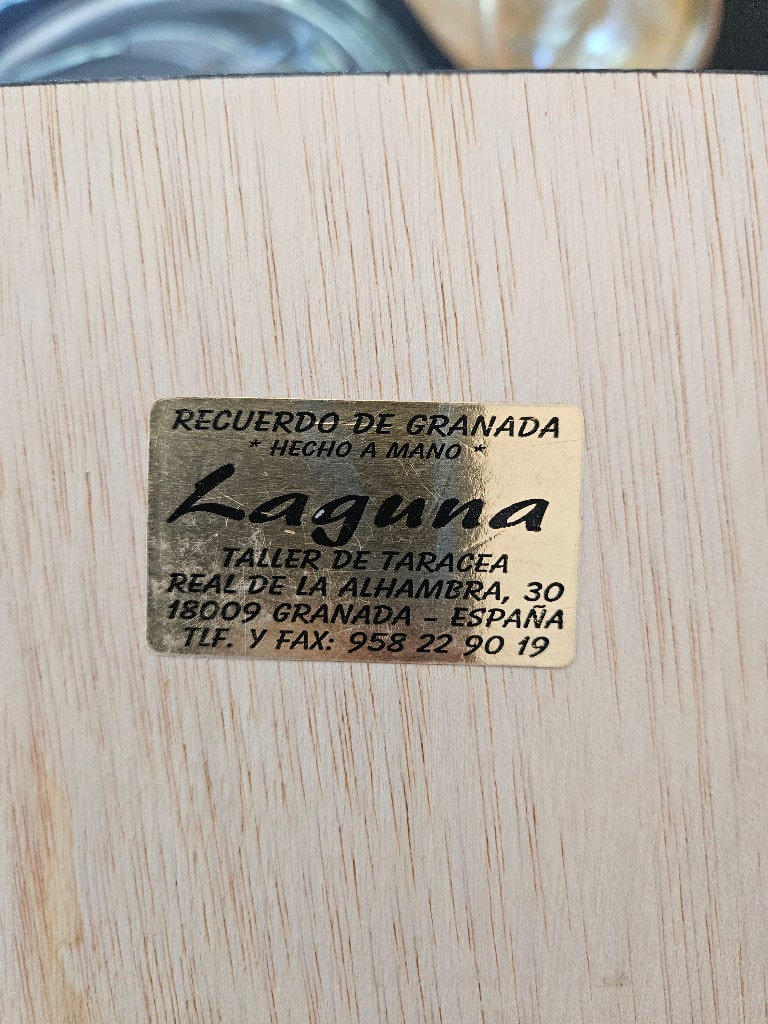 RECUERDO DE GRANADA
* HECHO A MANO *
Laguna
TALLER DE TARACEA
REAL DE LA ALHAMBRA, 30
18009 GRANADA - ESPAÑA
TLF. Y FAX: 958 22 90 19